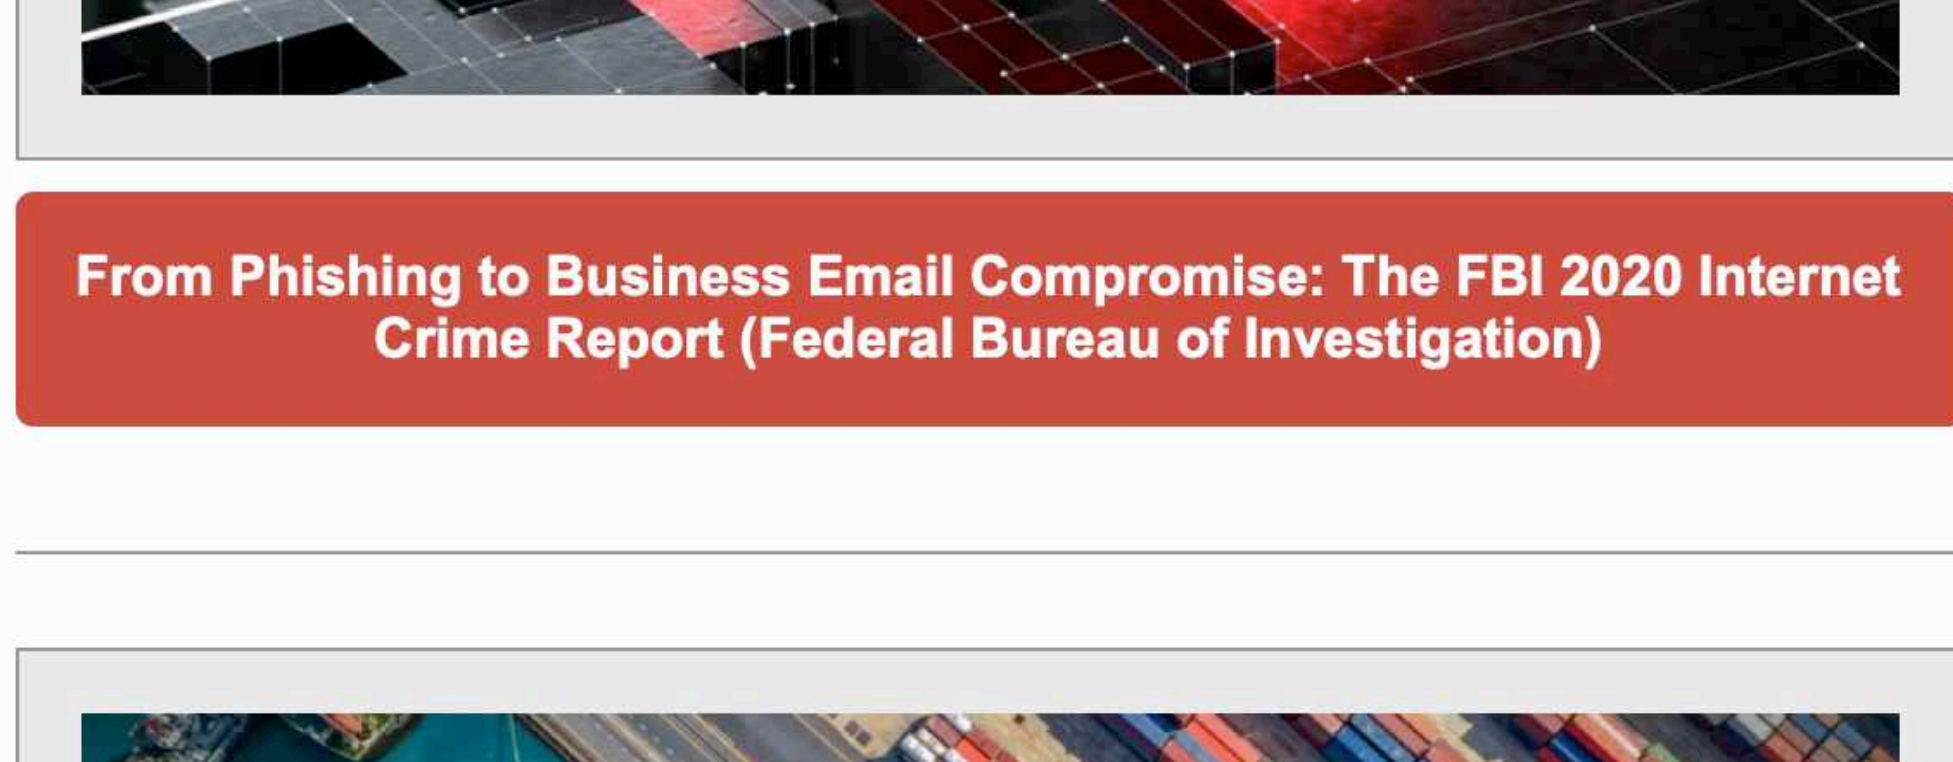 From Phishing to Business Email Compromise: The FBI 2020 Internet
Crime Report (Federal Bureau of Investigation)